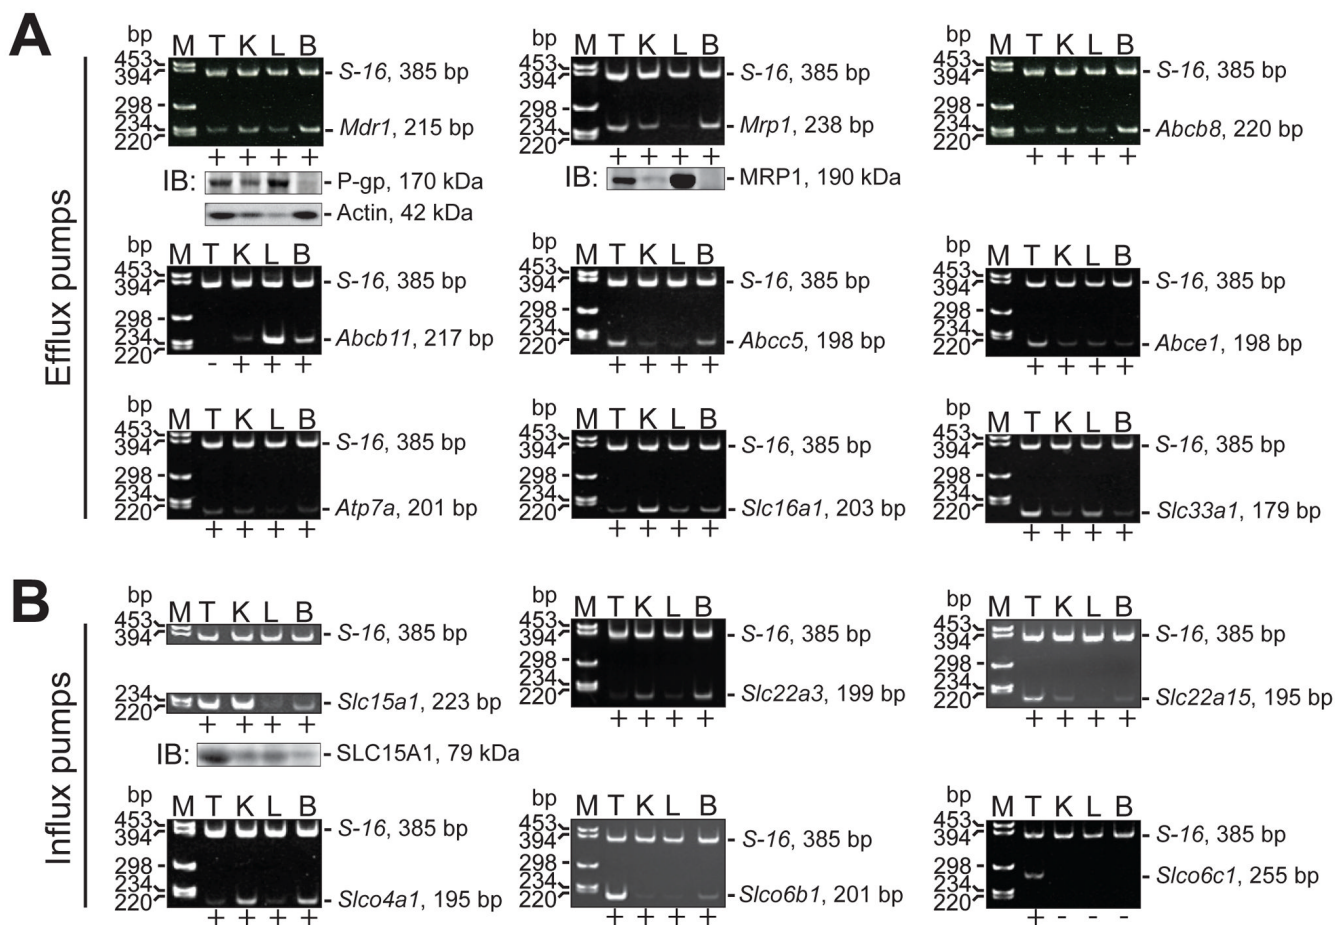 A
Efflux pumps
bp
M T K L B
453
394
298
234
220
S-16, 385 bp
Mdr1, 215 bp
+ + + +
IB:
P-gp, 170 kDa
Actin, 42 kDa
bp
M T K L B
453
394
298
234
220
S-16, 385 bp
Mrp1, 238 bp
+ + + +
IB:
MRP1, 190 kDa
bp
M T K L B
453
394
298
234
220
S-16, 385 bp
Abcb8, 220 bp
+ + + +
bp
M T K L B
453
394
298
234
220
S-16, 385 bp
Abcb11, 217 bp
- + + +
bp
M T K L B
453
394
298
234
220
S-16, 385 bp
Abcc5, 198 bp
+ + + +
bp
M T K L B
453
394
298
234
220
S-16, 385 bp
Abce1, 198 bp
+ + + +
bp
M T K L B
453
394
298
234
220
S-16, 385 bp
Atp7a, 201 bp
+ + + +
bp
M T K L B
453
394
298
234
220
S-16, 385 bp
Slc16a1, 203 bp
+ + + +
bp
M T K L B
453
394
298
234
220
S-16, 385 bp
Slc33a1, 179 bp
+ + + +
B
Influx pumps
bp
M T K L B
453
394
234
220
S-16, 385 bp
Slc15a1, 223 bp
+ + + +
IB:
SLC15A1, 79 kDa
bp
M T K L B
453
394
298
234
220
S-16, 385 bp
Slc22a3, 199 bp
+ + + +
bp
M T K L B
453
394
298
234
220
S-16, 385 bp
Slc22a15, 195 bp
+ + + +
bp
M T K L B
453
394
298
234
220
S-16, 385 bp
Slco4a1, 195 bp
+ + + +
bp
M T K L B
453
394
298
234
220
S-16, 385 bp
Slco6b1, 201 bp
+ + + +
bp
M T K L B
453
394
298
234
220
S-16, 385 bp
Slco6c1, 255 bp
+ - - -